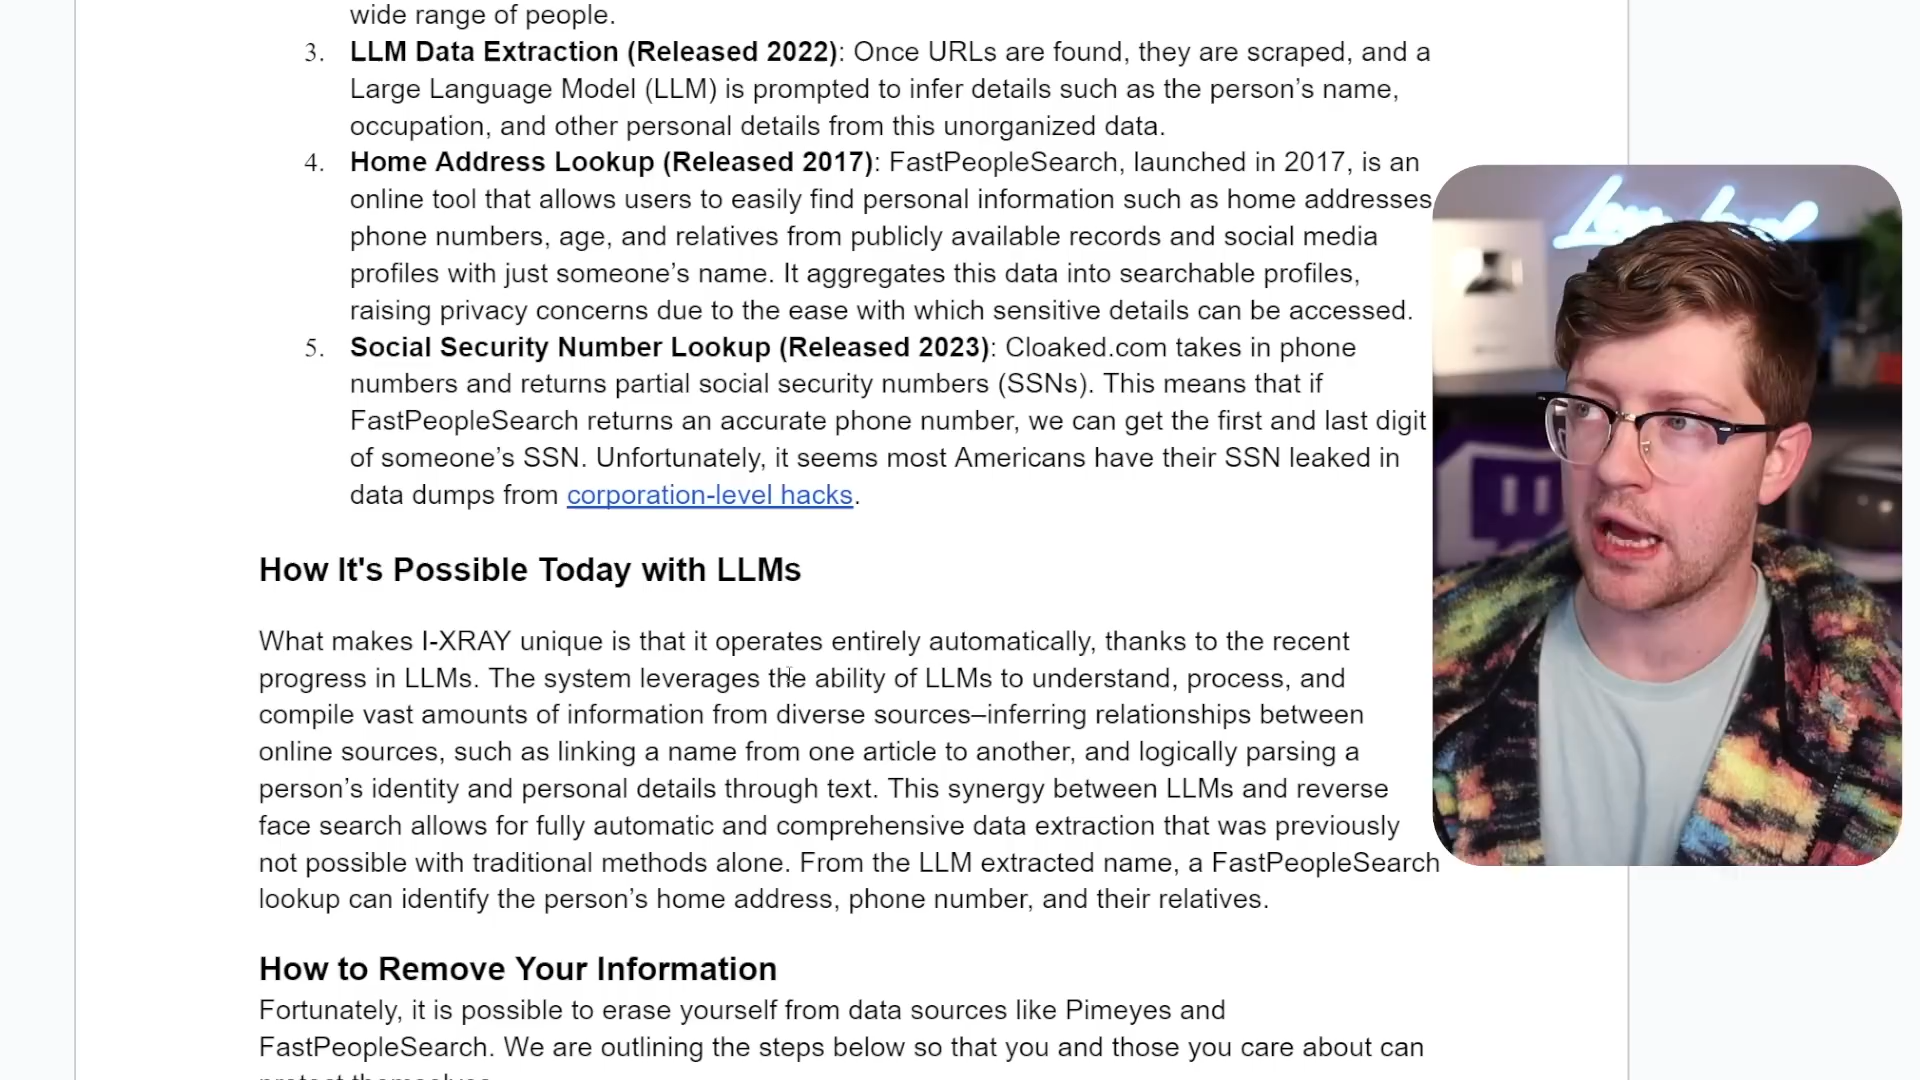 wide range of people.
3. LLM Data Extraction (Released 2022): Once URLs are found, they are scraped, and a
Large Language Model (LLM) is prompted to infer details such as the person’s name,
occupation, and other personal details from this unorganized data.
4. Home Address Lookup (Released 2017): FastPeopleSearch, launched in 2017, is an
online tool that allows users to easily find personal information such as home addresses
phone numbers, age, and relatives from publicly available records and social media
profiles with just someone’s name. It aggregates this data into searchable profiles,
raising privacy concerns due to the ease with which sensitive details can be accessed.
5. Social Security Number Lookup (Released 2023): Cloaked.com takes in phone
numbers and returns partial social security numbers (SSNs). This means that if
FastPeopleSearch returns an accurate phone number, we can get the first and last digit
of someone’s SSN. Unfortunately, it seems most Americans have their SSN leaked in
data dumps from corporation-level hacks.
How It's Possible Today with LLMs
What makes I-XRAY unique is that it operates entirely automatically, thanks to the recent
progress in LLMs. The system leverages the ability of LLMs to understand, process, and
compile vast amounts of information from diverse sources–inferring relationships between
online sources, such as linking a name from one article to another, and logically parsing a
person’s identity and personal details through text. This synergy between LLMs and reverse
face search allows for fully automatic and comprehensive data extraction that was previously
not possible with traditional methods alone. From the LLM extracted name, a FastPeopleSearch
lookup can identify the person’s home address, phone number, and their relatives.
How to Remove Your Information
Fortunately, it is possible to erase yourself from data sources like Pimeyes and
FastPeopleSearch. We are outlining the steps below so that you and those you care about can
protect themselves.